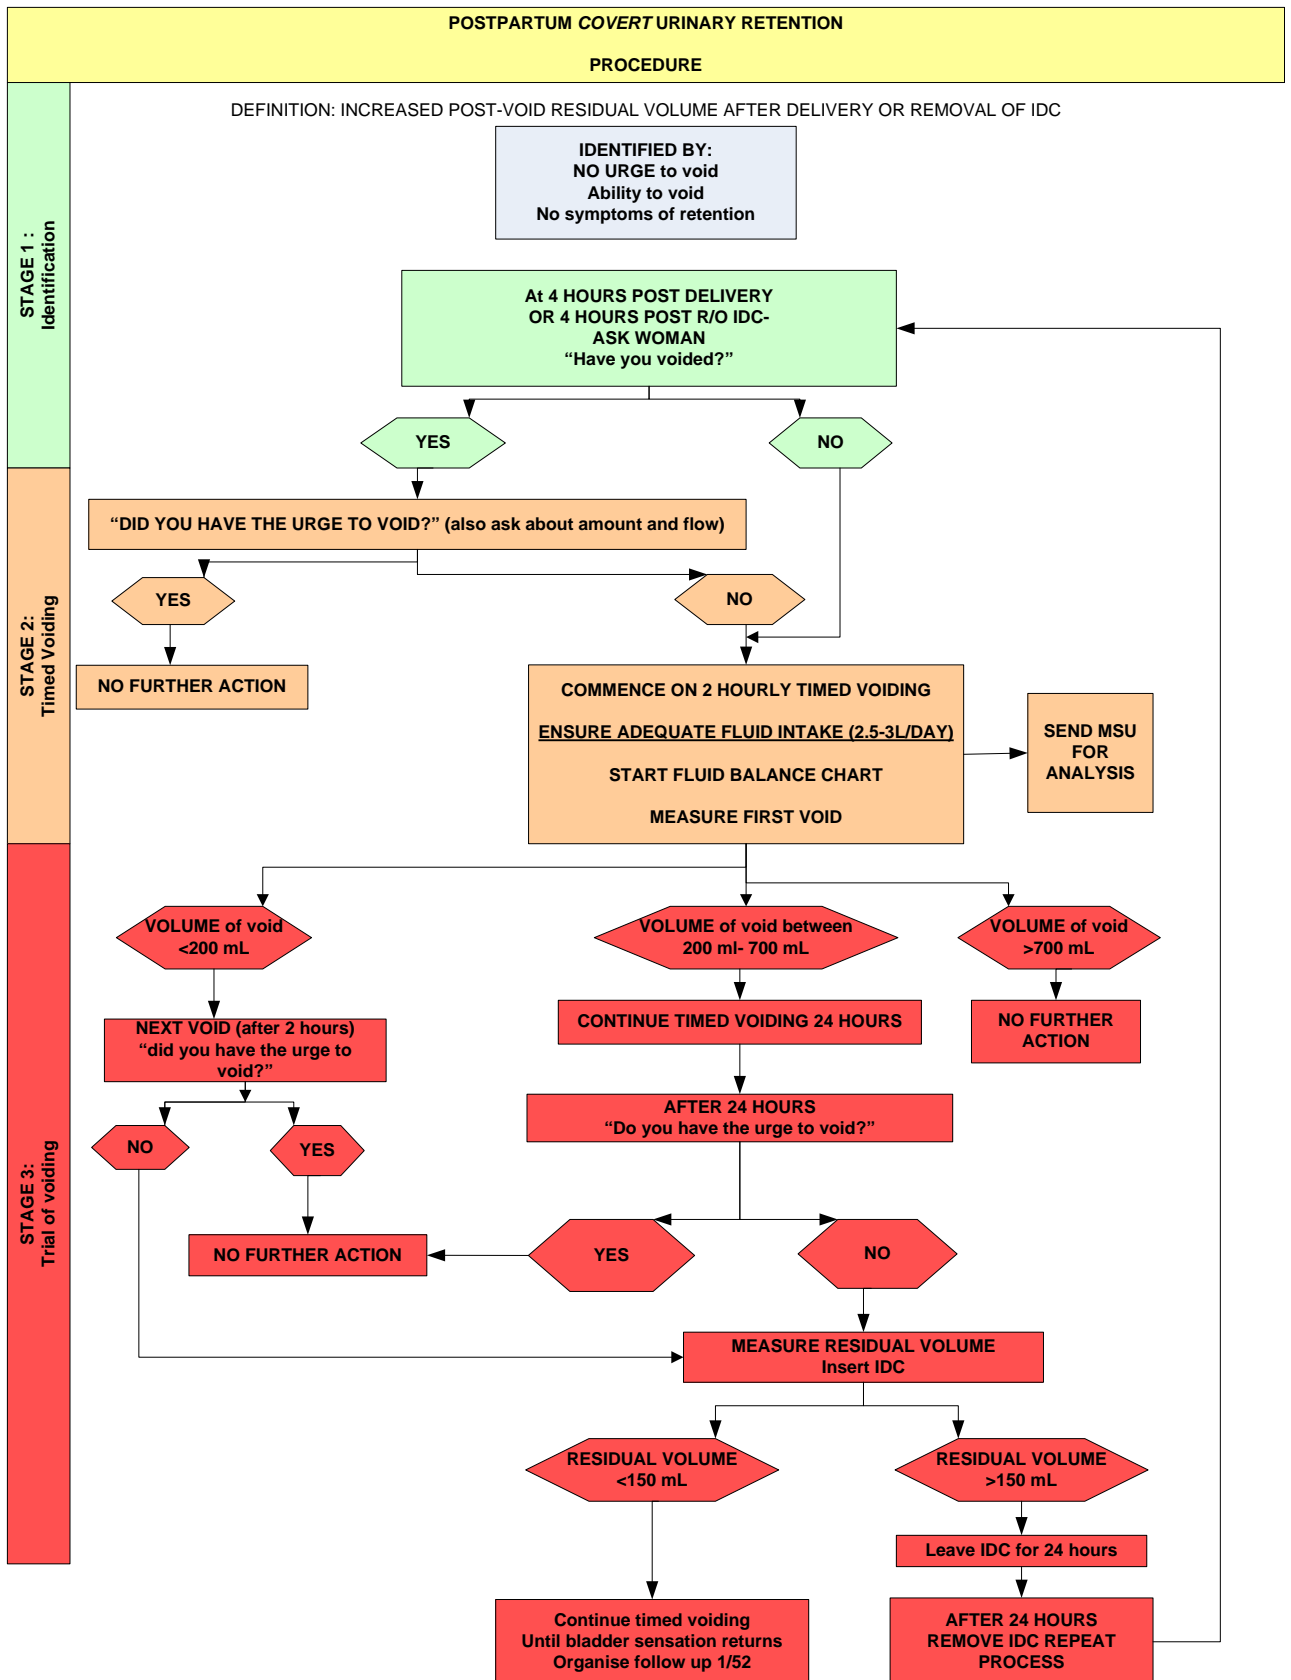 POSTPARTUM COVERT URINARY RETENTION
PROCEDURE
STAGE 1 :
Identification
DEFINITION: INCREASED POST-VOID RESIDUAL VOLUME AFTER DELIVERY OR REMOVAL OF IDC
IDENTIFIED BY:
NO URGE to void
Ability to void
No symptoms of retention
At 4 HOURS POST DELIVERY
OR 4 HOURS POST R/O IDC-
ASK WOMAN
“Have you voided?”
YES
NO
STAGE 2:
Timed Voiding
“DID YOU HAVE THE URGE TO VOID?” (also ask about amount and flow)
YES
NO
NO FURTHER ACTION
COMMENCE ON 2 HOURLY TIMED VOIDING
ENSURE ADEQUATE FLUID INTAKE (2.5-3L/DAY)
START FLUID BALANCE CHART
MEASURE FIRST VOID
SEND MSU
FOR
ANALYSIS
STAGE 3:
Trial of voiding
VOLUME of void
<200 mL
VOLUME of void between
200 ml- 700 mL
VOLUME of void
>700 mL
NEXT VOID (after 2 hours)
“did you have the urge to
void?”
CONTINUE TIMED VOIDING 24 HOURS
NO FURTHER
ACTION
AFTER 24 HOURS
“Do you have the urge to void?”
NO
YES
NO FURTHER ACTION
YES
NO
MEASURE RESIDUAL VOLUME
Insert IDC
RESIDUAL VOLUME
<150 mL
RESIDUAL VOLUME
>150 mL
Leave IDC for 24 hours
Continue timed voiding
Until bladder sensation returns
Organise follow up 1/52
AFTER 24 HOURS
REMOVE IDC REPEAT
PROCESS